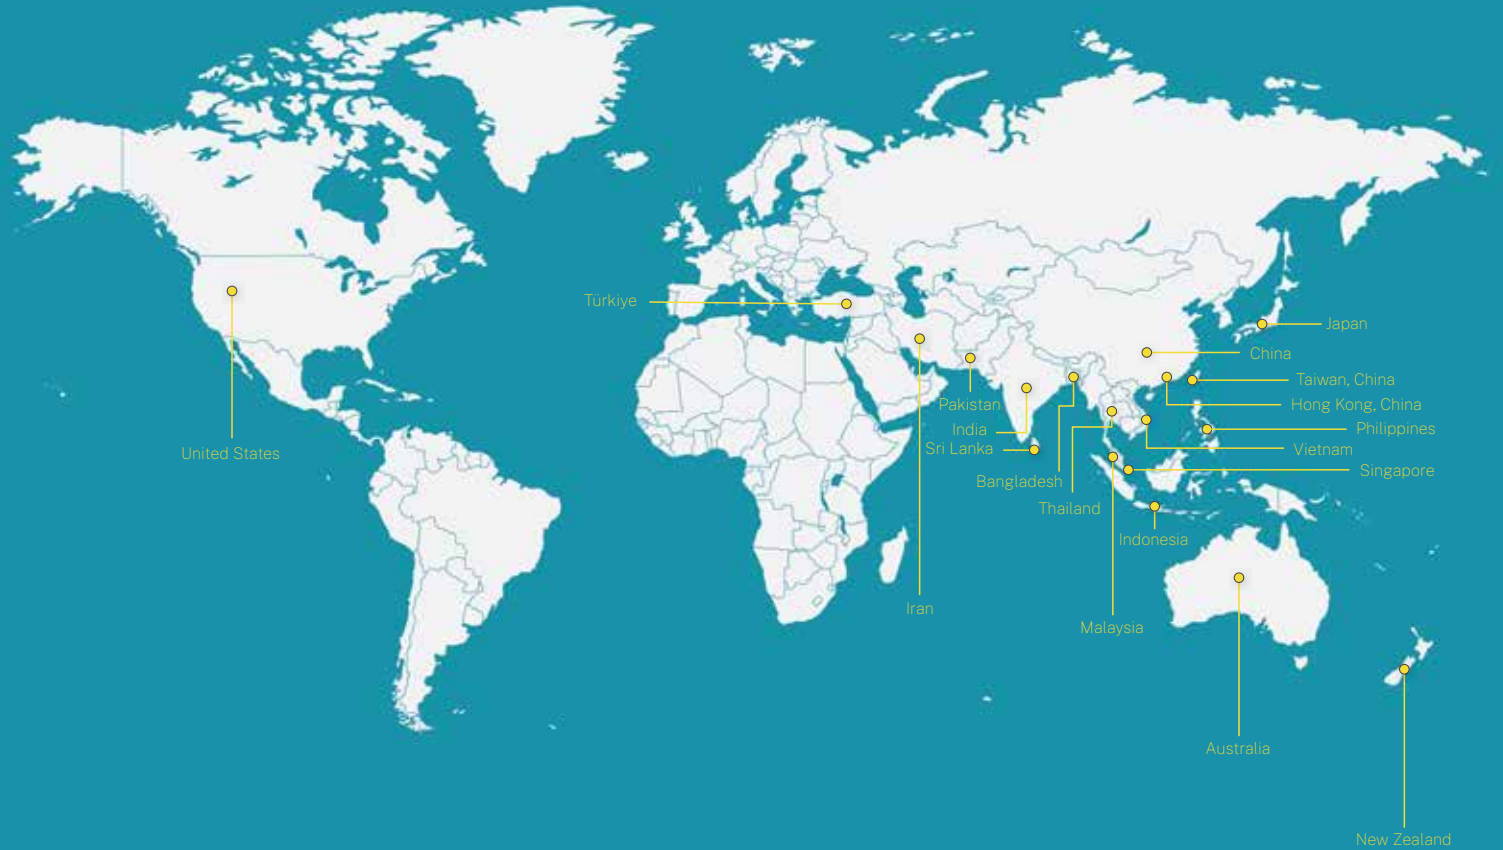 Türkiye
Japan
China
Taiwan, China
Pakistan
Hong Kong, China
India
Philippines
Sri Lanka
Vietnam
United States
Singapore
Bangladesh
Thailand
Indonesia
Iran
Malaysia
Australia
New Zealand